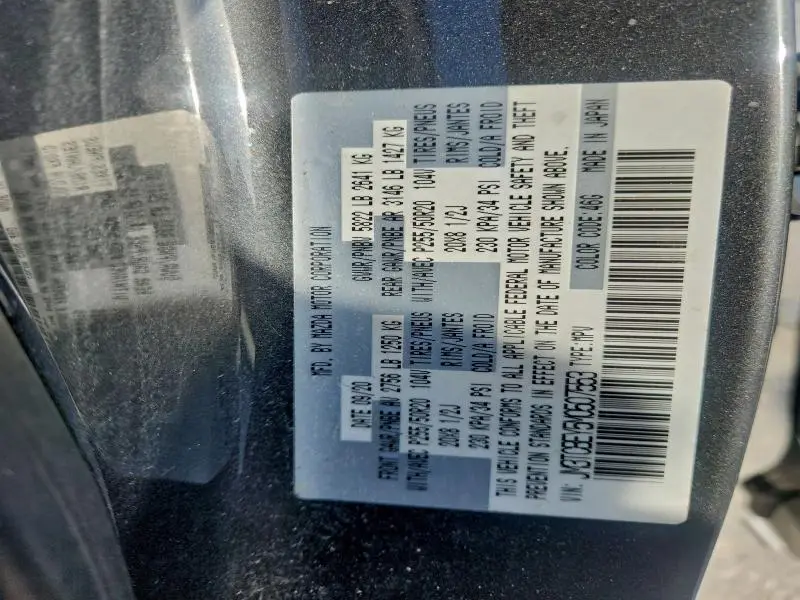 MFD. BY MAZDA MOTOR CORPORATION
DATE 09/20 GVWR/PNBV 5822 LB 2641 KG
FRONT GAWR/PNBE AV 2756 LB 1250 KG REAR GAWR/PNBE AR 3146 LB 1427 KG
WITH/AVEC P255/50R20 104V TIRES/PNEUS WITH/AVEC P255/50R20 104V TIRES/PNEUS
20X8 1/2J RIMS/JANTES 20X8 1/2J RIMS/JANTES
230 KPA/34 PSI COLD/A FROID 230 KPA/34 PSI COLD/A FROID
THIS VEHICLE CONFORMS TO ALL APPLICABLE FEDERAL MOTOR VEHICLE SAFETY AND THEFT
PREVENTION STANDARDS IN EFFECT ON THE DATE OF MANUFACTURE SHOWN ABOVE.
VIN: TYPE:MPV COLOR CODE:46G MADE IN JAPAN